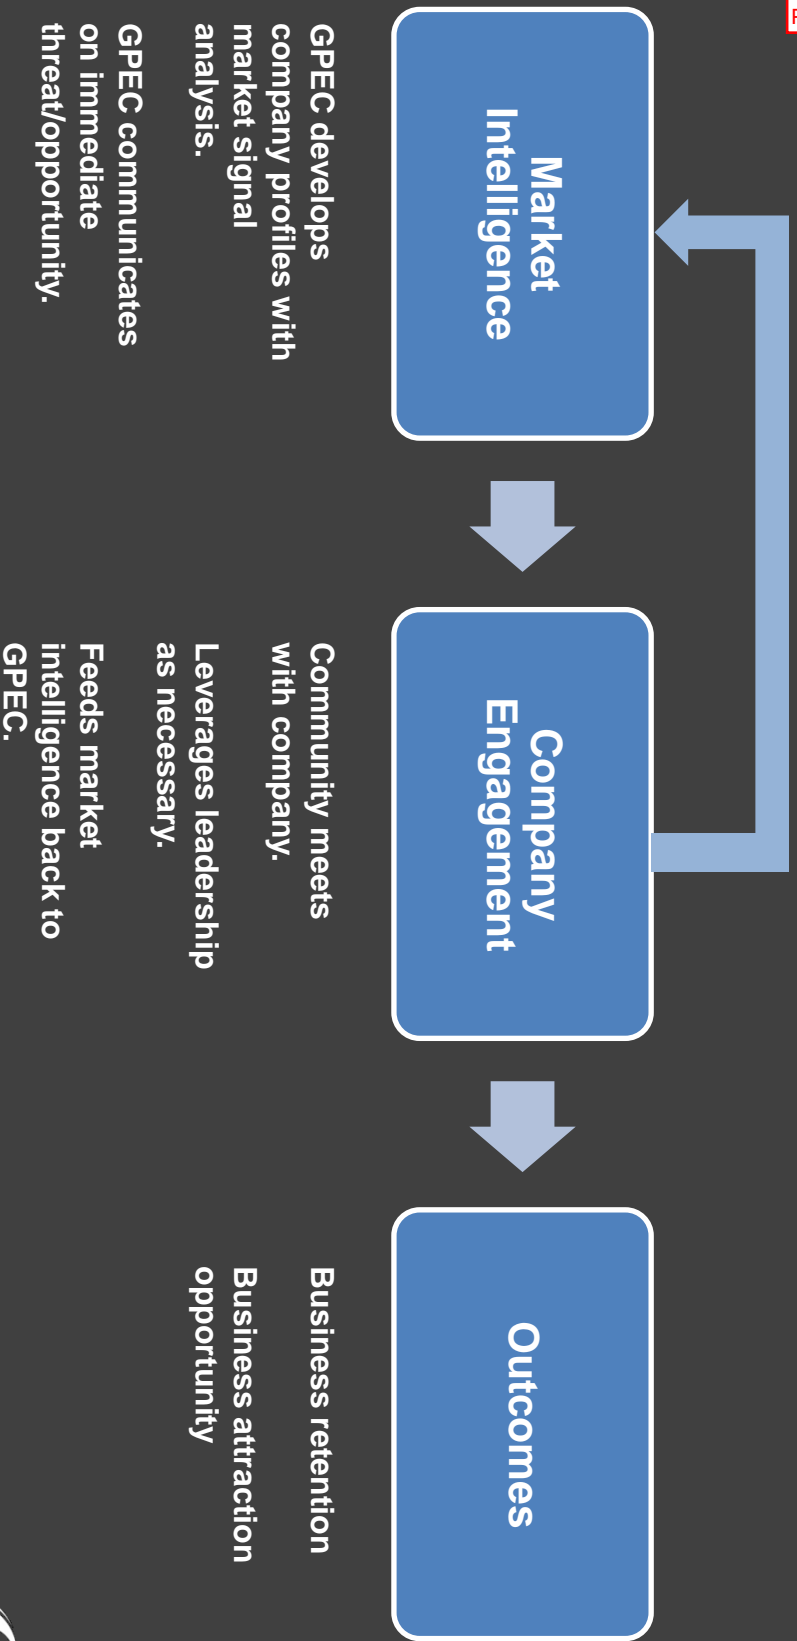 Market
Intelligence
GPEC develops
company profiles with
market signal
analysis.
GPEC communicates
on immediate
threat/opportunity.
Company
Engagement
Community meets
with company.
Leverages leadership
as necessary.
Feeds market
intelligence back to
GPEC.
Outcomes
Business retention
Business attraction
opportunity